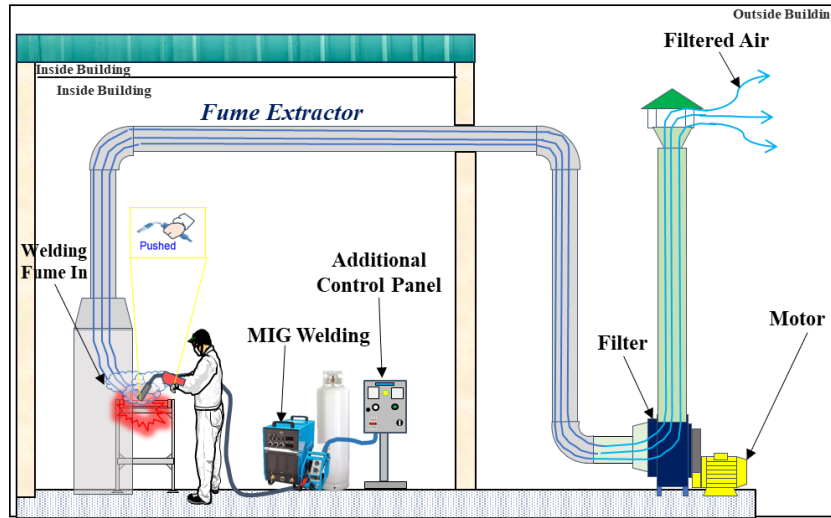 Outside Building
Filtered Air
Inside Building
Inside Building
Fume Extractor
Pushed
Welding
Fume In
Additional
Control Panel
MIG Welding
Filter
Motor